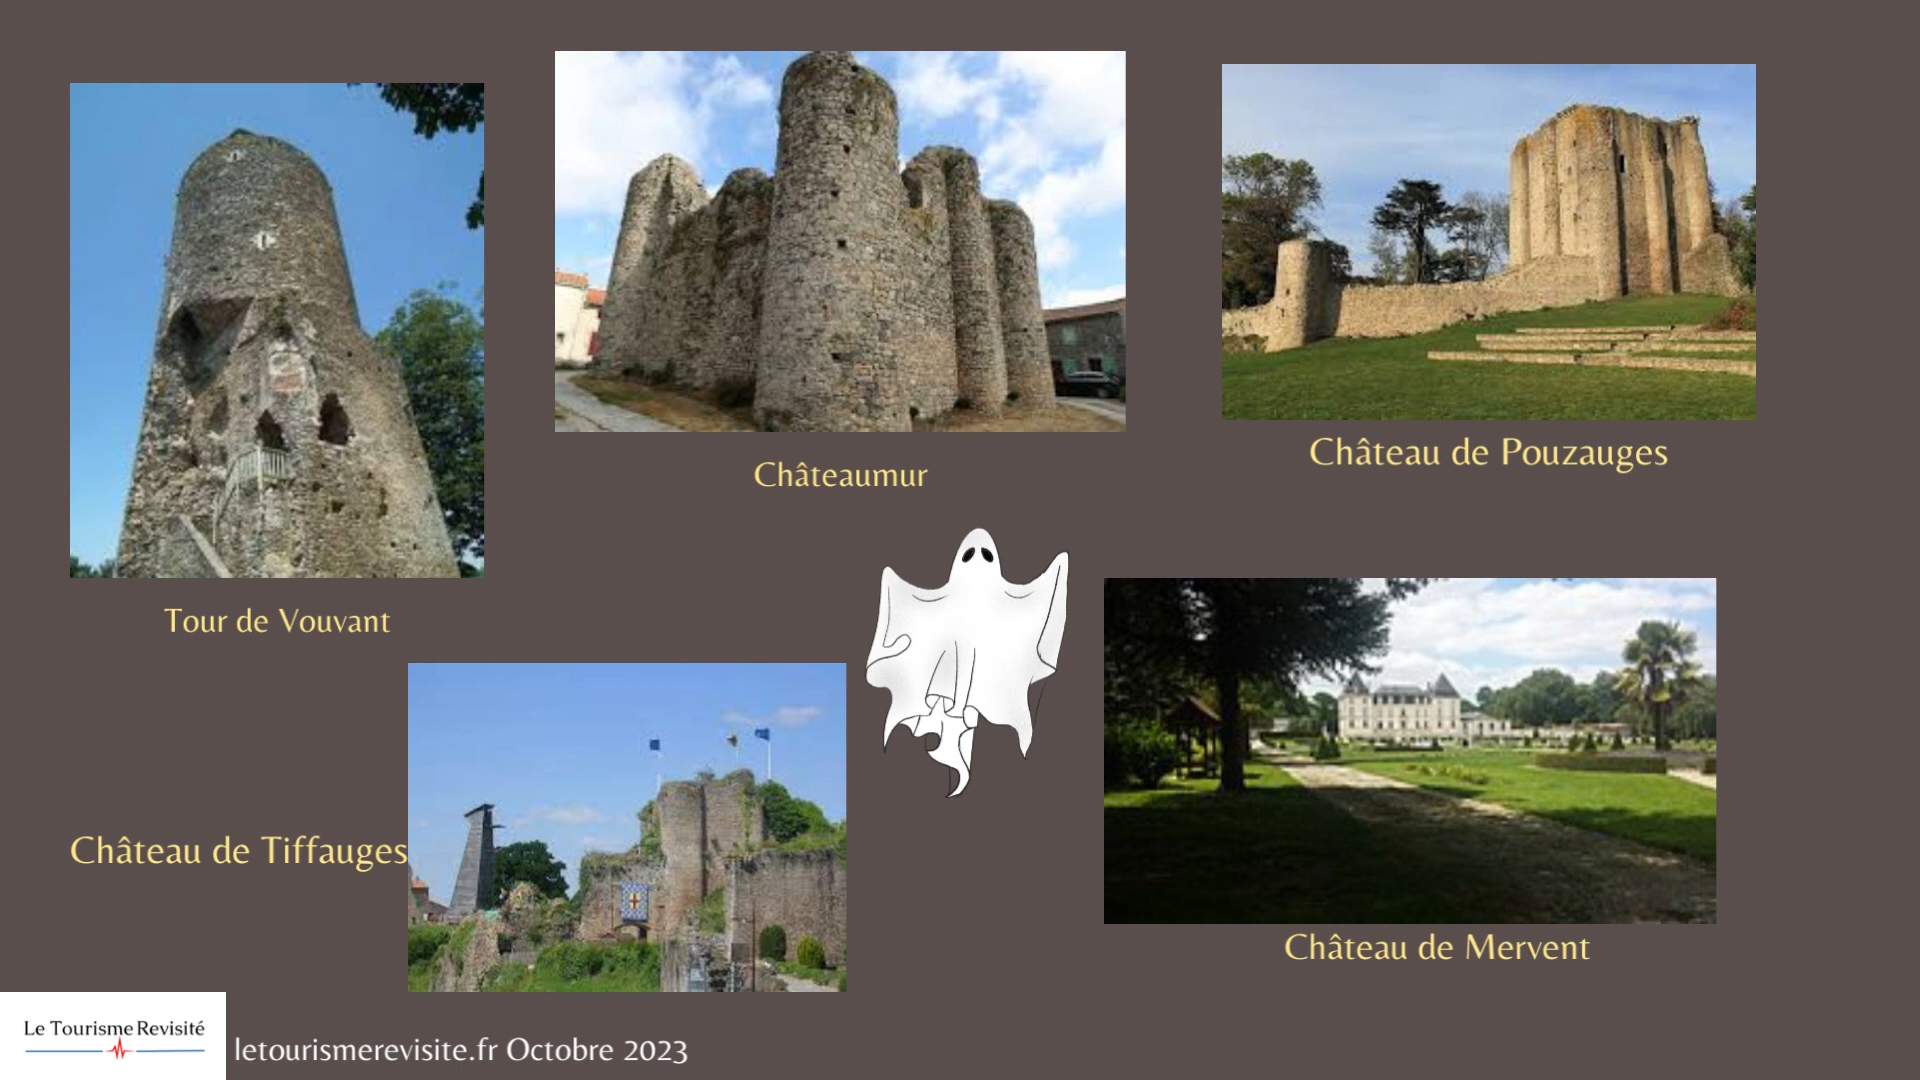 Châteaumur
Château de Pouzauges
Tour de Vouvant
Château de Tiffauges
Château de Mervent
Le Tourisme Revisité
letourismerevisite.fr Octobre 2023